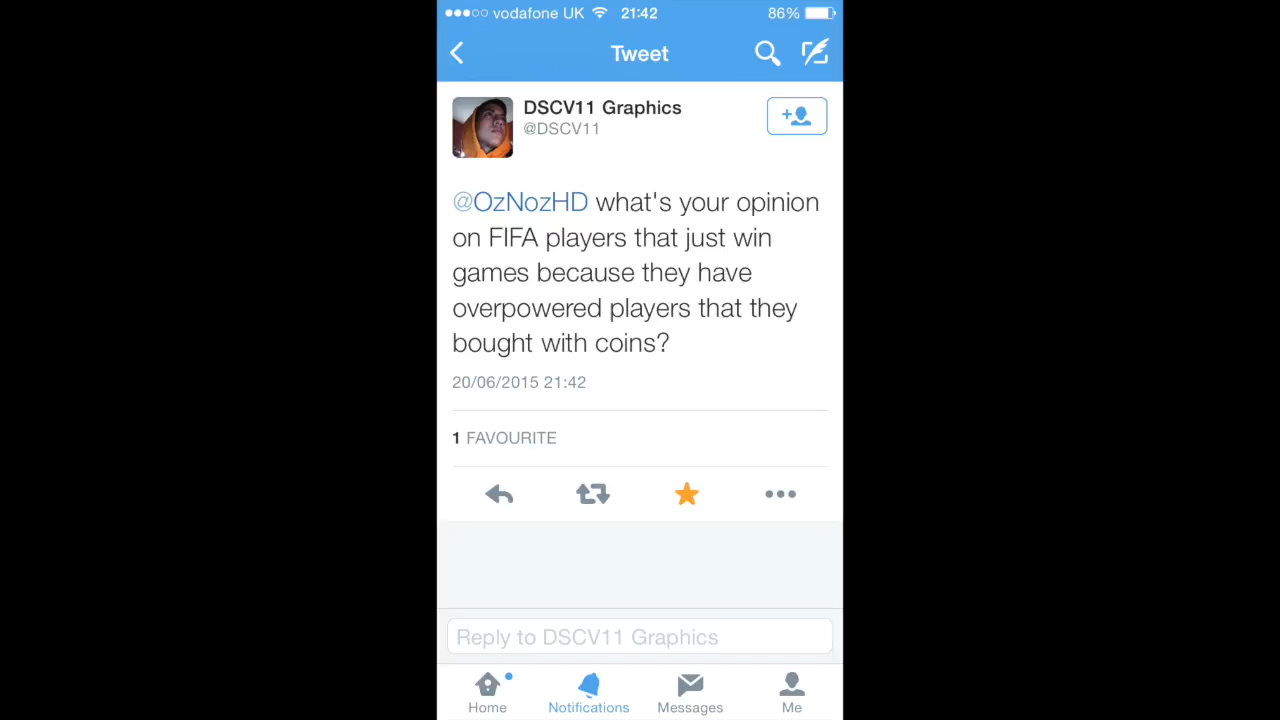 vodafone UK 21:42 86%
Tweet
DSCV11 Graphics
@DSCV11
@OzNozHD what's your opinion
on FIFA players that just win
games because they have
overpowered players that they
bought with coins?
20/06/2015 21:42
1 FAVOURITE
Reply to DSCV11 Graphics
Home Notifications Messages Me